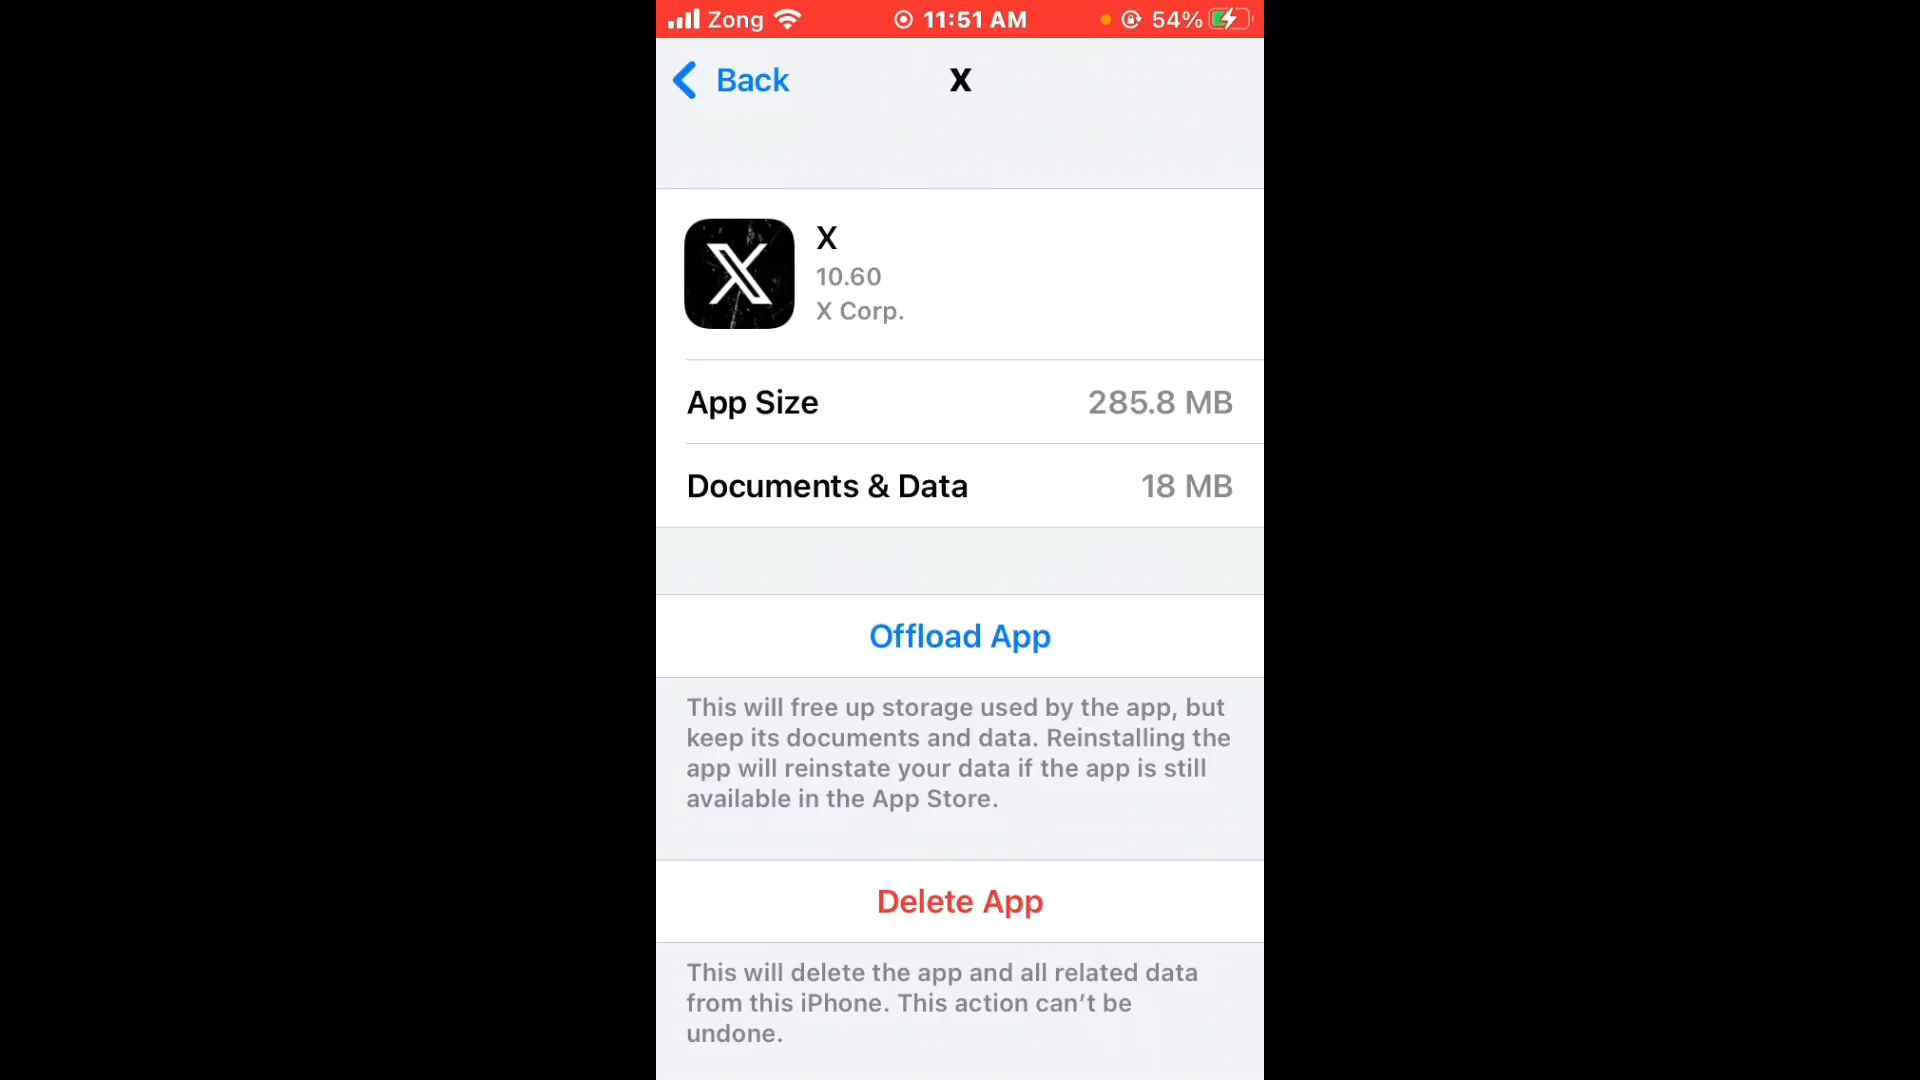 Zong 11:51 AM 54%
Back X
X
10.60
X Corp.
App Size 285.8 MB
Documents & Data 18 MB
Offload App
This will free up storage used by the app, but
keep its documents and data. Reinstalling the
app will reinstate your data if the app is still
available in the App Store.
Delete App
This will delete the app and all related data
from this iPhone. This action can’t be
undone.